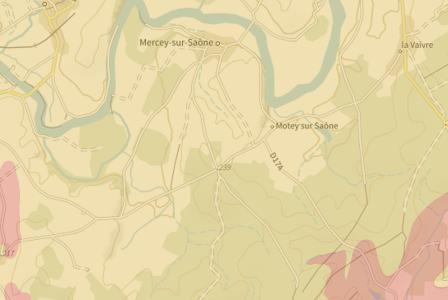 Mercey-sur-Saône
la Vaivre
Motey sur Saône
D174
239